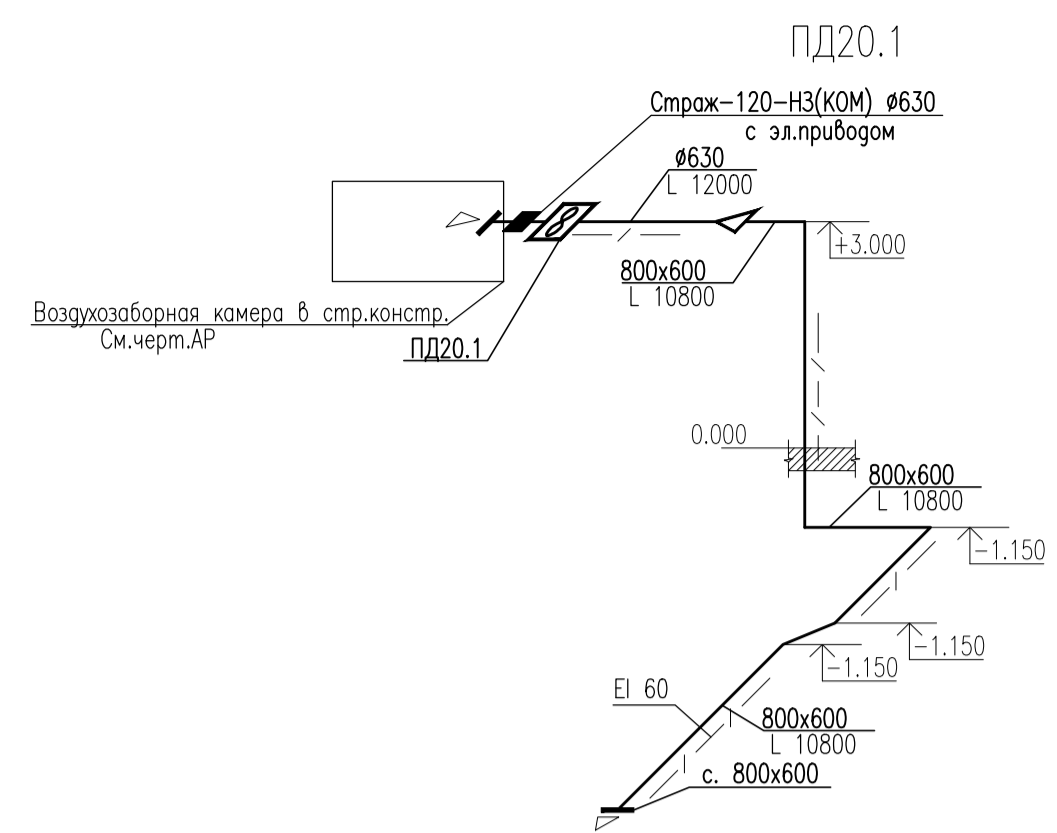 ПД20.1
Страж-120-НЗ(КОМ) ø630
с эл.приводом
ø630
L 12000
+3.000
800х600
L 10800
Воздухозаборная камера в стр.констр.
См.черт.АР
ПД20.1
0.000
800х600
L 10800
-1.150
-1.150
-1.150
EI 60
800х600
L 10800
с. 800х600